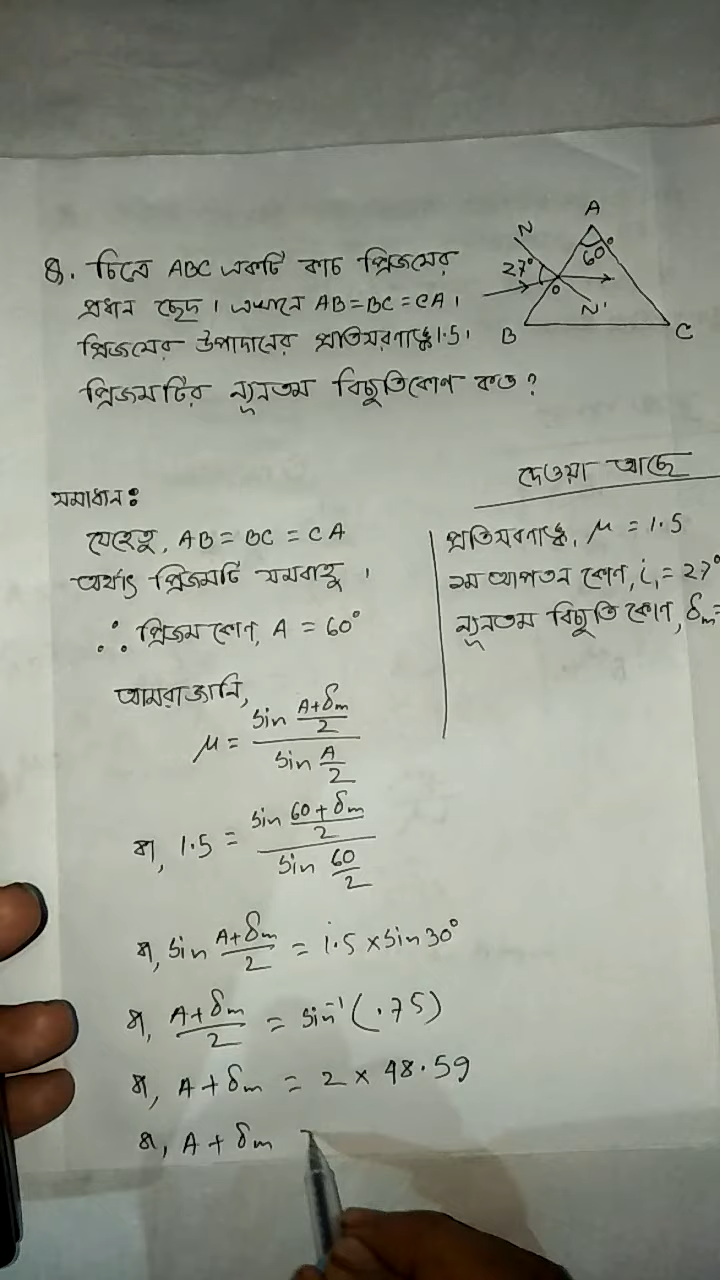 ৪. চিত্রে ABC একটি কাচ প্রিজমের
প্রধান ছেদ। এখানে AB=BC=CA।
প্রিজমের উপাদানের প্রতিসরণাঙ্ক 1.5।
প্রিজমটির ন্যূনতম বিচ্যুতিকোণ কত?
A
60°
N
27°
O
N'
B
C
সমাধান:
যেহেতু, AB = BC = CA
অর্থাৎ প্রিজমটি সমবাহু।
∴ প্রিজম কোণ, A = 60°
দেওয়া আছে
প্রতিসরণাঙ্ক, μ = 1.5
১ম আপতন কোণ, i₁ = 27°
ন্যূনতম বিচ্যুতি কোণ, δm =
আমরা জানি,
μ = sin (A+δm)/2 / sin A/2
বা, 1.5 = sin (60+δm)/2 / sin 60/2
বা, sin (A+δm)/2 = 1.5 × sin 30°
বা, (A+δm)/2 = sin⁻¹ (.75)
বা, A + δm = 2 × 48.59
বা, A + δm